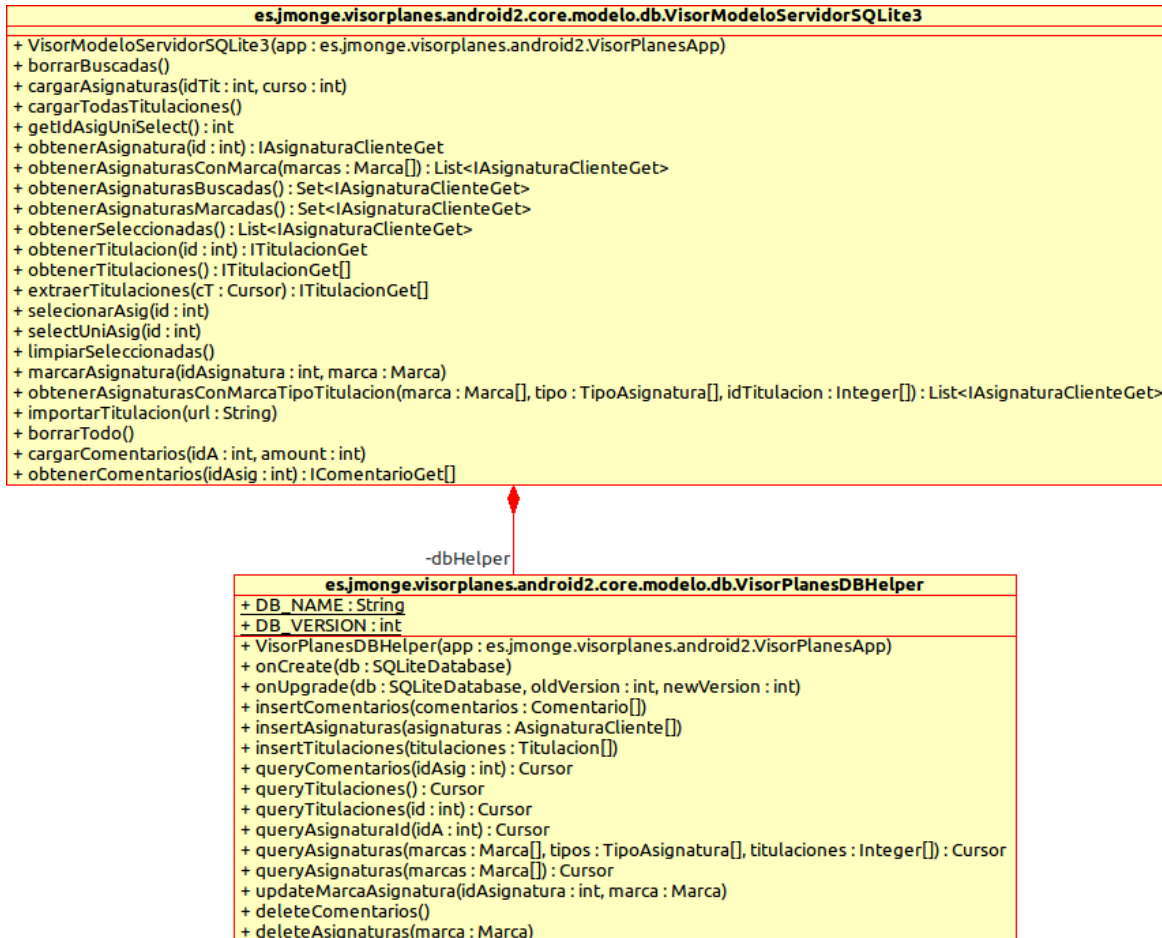 es.jmonge.visorplanes.android2.core.modelo.db.VisorModeloServidorSQLite3
+ VisorModeloServidorSQLite3(app : es.jmonge.visorplanes.android2.VisorPlanesApp)
+ borrarBuscadas()
+ cargarAsignaturas(idTit : int, curso : int)
+ cargarTodasTitulaciones()
+ getIdAsigUniSelect() : int
+ obtenerAsignatura(id : int) : IAsignaturaClienteGet
+ obtenerAsignaturasConMarca(marcas : Marca[]) : List<IAsignaturaClienteGet>
+ obtenerAsignaturasBuscadas() : Set<IAsignaturaClienteGet>
+ obtenerAsignaturasMarcadas() : Set<IAsignaturaClienteGet>
+ obtenerSeleccionadas() : List<IAsignaturaClienteGet>
+ obtenerTitulacion(id : int) : ITitulacionGet
+ obtenerTitulaciones() : ITitulacionGet[]
+ extraerTitulaciones(cT : Cursor) : ITitulacionGet[]
+ selecionarAsig(id : int)
+ selectUniAsig(id : int)
+ limpiarSeleccionadas()
+ marcarAsignatura(idAsignatura : int, marca : Marca)
+ obtenerAsignaturasConMarcaTipoTitulacion(marca : Marca[], tipo : TipoAsignatura[], idTitulacion : Integer[]) : List<IAsignaturaClienteGet>
+ importarTitulacion(url : String)
+ borrarTodo()
+ cargarComentarios(idA : int, amount : int)
+ obtenerComentarios(idAsig : int) : IComentarioGet[]
-dbHelper
es.jmonge.visorplanes.android2.core.modelo.db.VisorPlanesDBHelper
+ DB_NAME : String
+ DB_VERSION : int
+ VisorPlanesDBHelper(app : es.jmonge.visorplanes.android2.VisorPlanesApp)
+ onCreate(db : SQLiteDatabase)
+ onUpgrade(db : SQLiteDatabase, oldVersion : int, newVersion : int)
+ insertComentarios(comentarios : Comentario[])
+ insertAsignaturas(asignaturas : AsignaturaCliente[])
+ insertTitulaciones(titulaciones : Titulacion[])
+ queryComentarios(idAsig : int) : Cursor
+ queryTitulaciones() : Cursor
+ queryTitulaciones(id : int) : Cursor
+ queryAsignaturaId(idA : int) : Cursor
+ queryAsignaturas(marcas : Marca[], tipos : TipoAsignatura[], titulaciones : Integer[]) : Cursor
+ queryAsignaturas(marcas : Marca[]) : Cursor
+ updateMarcaAsignatura(idAsignatura : int, marca : Marca)
+ deleteComentarios()
+ deleteAsignaturas(marca : Marca)